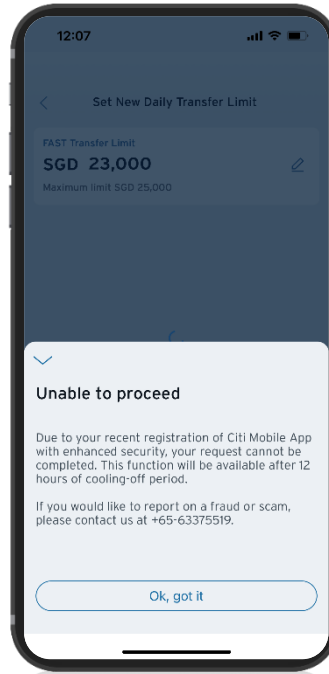 12:07
Set New Daily Transfer Limit
FAST Transfer Limit
SGD 23,000
Maximum limit SGD 25,000
Unable to proceed
Due to your recent registration of Citi Mobile App
with enhanced security, your request cannot be
completed. This function will be available after 12
hours of cooling-off period.
If you would like to report on a fraud or scam,
please contact us at +65-63375519.
Ok, got it